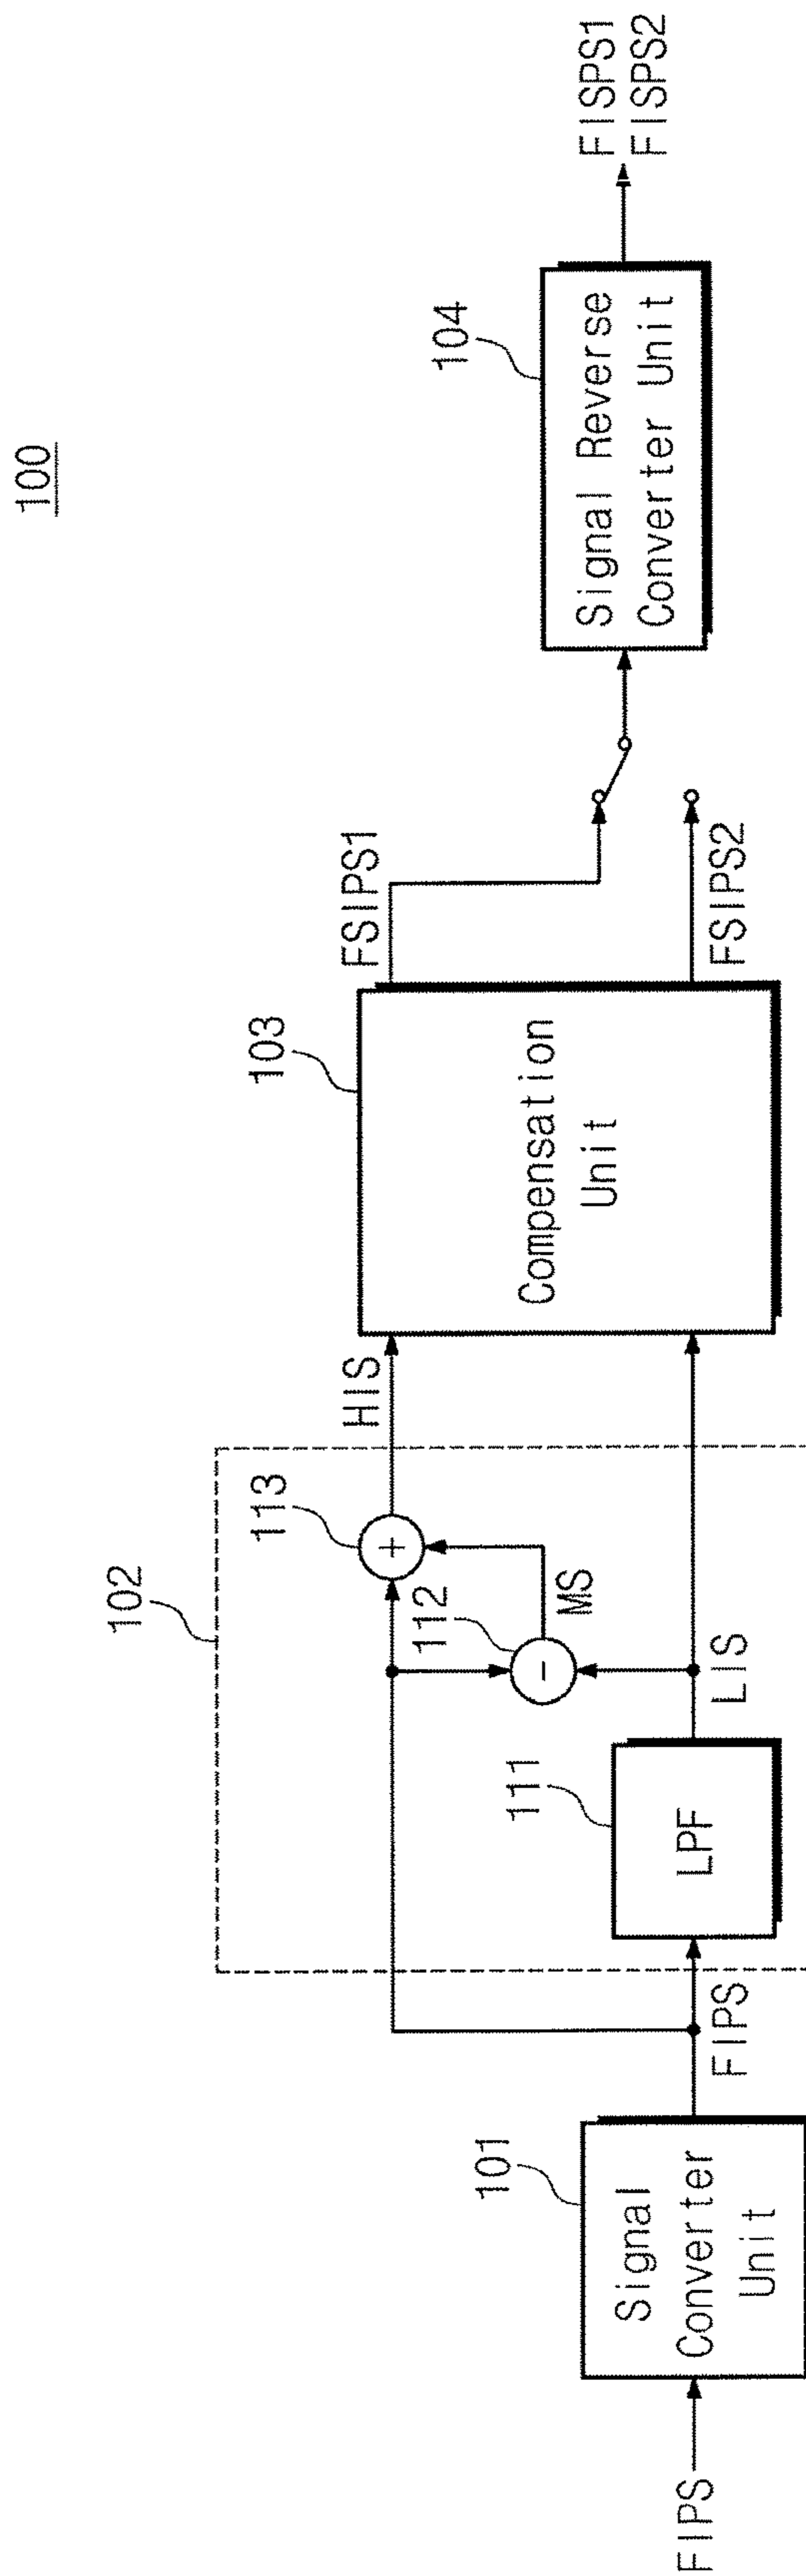 100
FIPS
101
Signal
Converter
Unit
FIPS
102
111
LPF
LIS
112
MS
113
HIS
103
Compensation
Unit
FSIPS1
FSIPS2
104
Signal Reverse
Converter Unit
FISPS1
FISPS2